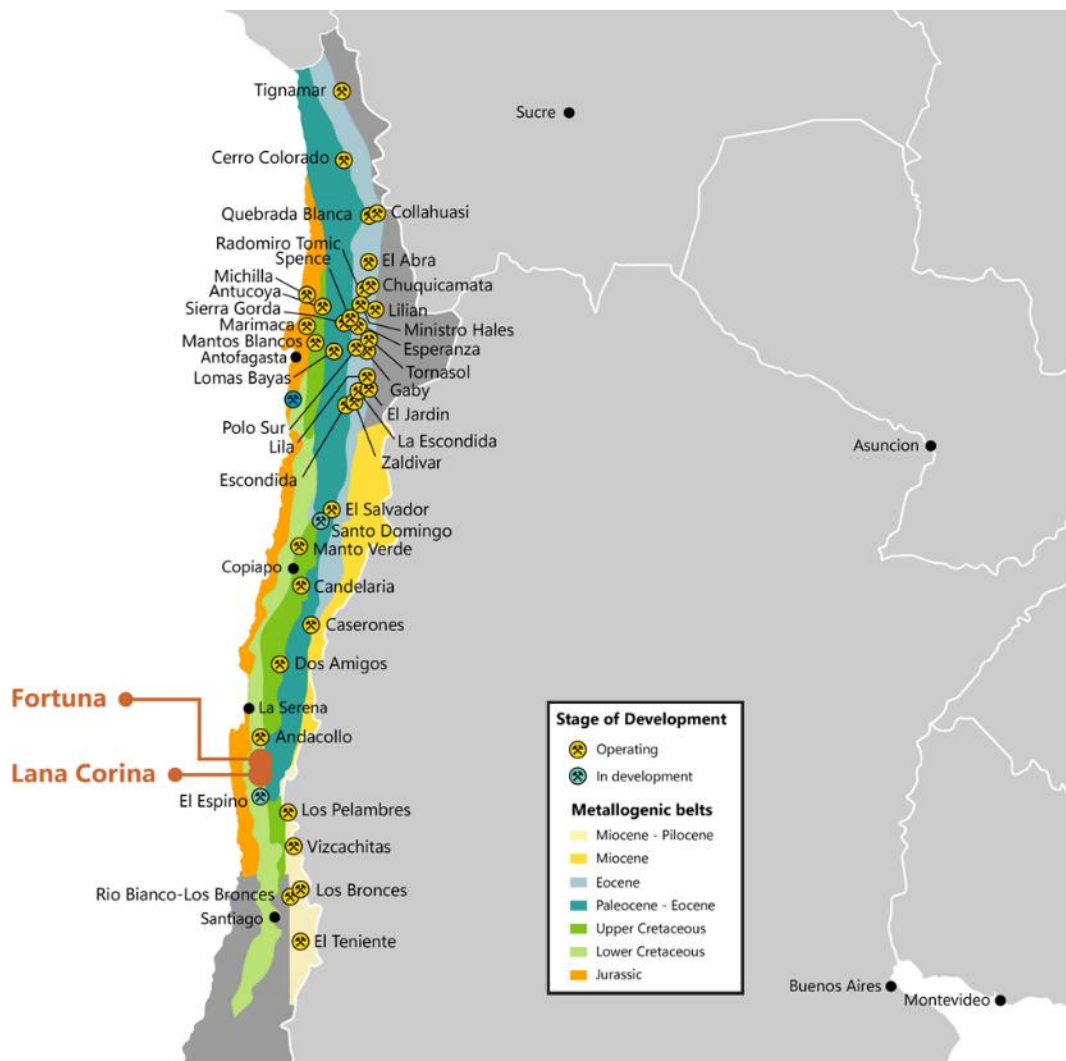 Tignamar
Sucre
Cerro Colorado
Quebrada Blanca
Collahuasi
Radomiro Tomic
Spence
El Abra
Michilla
Chuquicamata
Antucoya
Lilian
Sierra Gorda
Ministro Hales
Marimaca
Esperanza
Mantos Blancos
Antofagasta
Tornasol
Lomas Bayas
Gaby
El Jardin
Polo Sur
La Escondida
Lila
Zaldivar
Asuncion
Escondida
El Salvador
Santo Domingo
Manto Verde
Copiapo
Candelaria
Caserones
Dos Amigos
Fortuna
La Serena
Andacollo
Lana Corina
El Espino
Los Pelambres
Vizcachitas
Rio Bianco-Los Bronces
Los Bronces
Santiago
El Teniente
Stage of Development
Operating
In development
Metallogenic belts
Miocene - Pilocene
Miocene
Eocene
Paleocene - Eocene
Upper Cretaceous
Lower Cretaceous
Jurassic
Buenos Aires
Montevideo